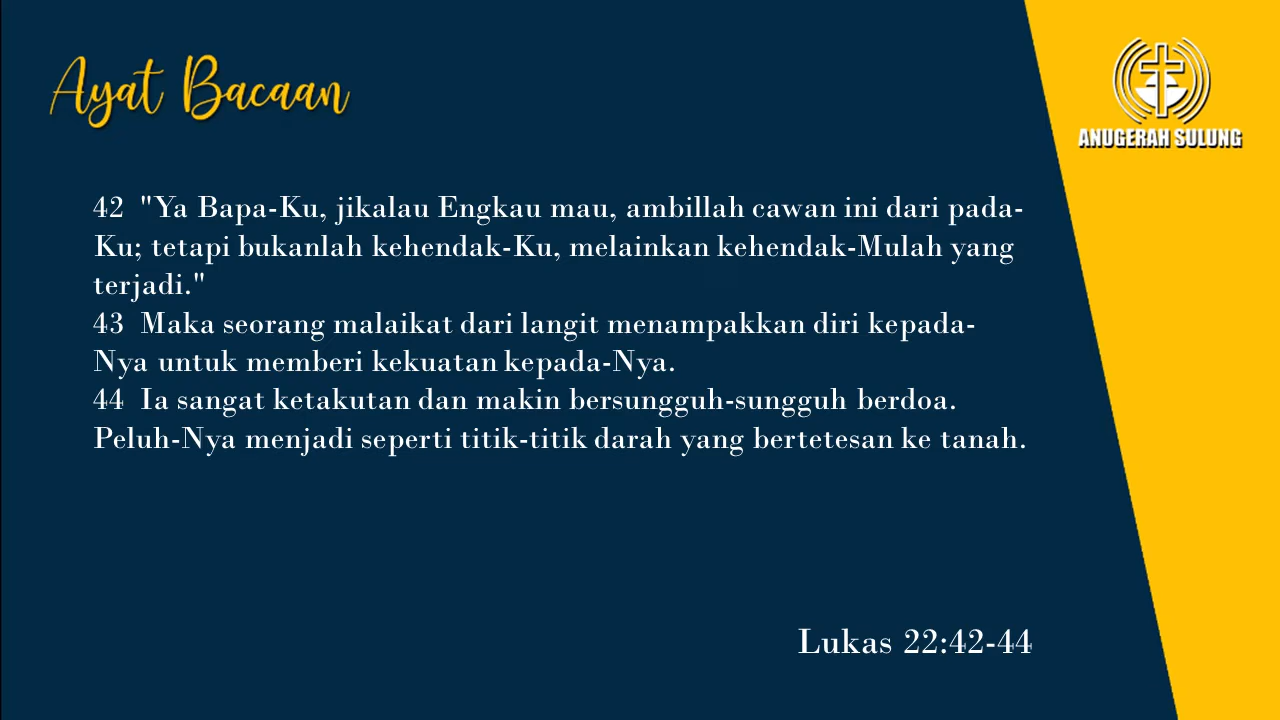 Ayat Bacaan
ANUGERAH SULUNG
42 "Ya Bapa-Ku, jikalau Engkau mau, ambillah cawan ini dari pada-
Ku; tetapi bukanlah kehendak-Ku, melainkan kehendak-Mulah yang
terjadi."
43 Maka seorang malaikat dari langit menampakkan diri kepada-
Nya untuk memberi kekuatan kepada-Nya.
44 Ia sangat ketakutan dan makin bersungguh-sungguh berdoa.
Peluh-Nya menjadi seperti titik-titik darah yang bertetesan ke tanah.
Lukas 22:42-44